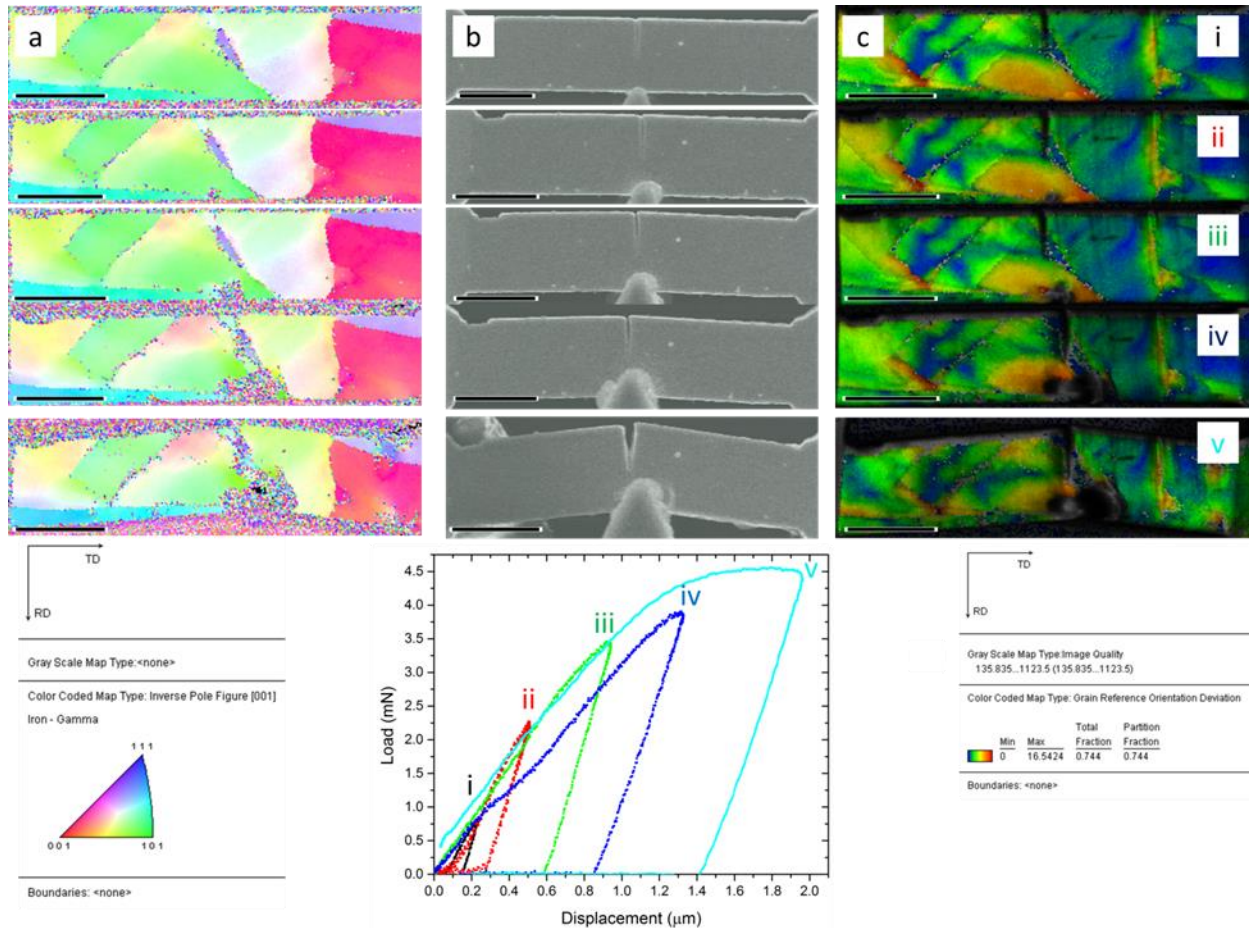 a
b
c
i
ii
iii
iv
v
TD
RD
Gray Scale Map Type:<none>
Color Coded Map Type: Inverse Pole Figure [001]
Iron - Gamma
1 1 1
0 0 1
1 0 1
Boundaries: <none>
Load (mN)
4.5
4.0
3.5
3.0
2.5
2.0
1.5
1.0
0.5
0.0
i
ii
iii
iv
v
0.0 0.2 0.4 0.6 0.8 1.0 1.2 1.4 1.6 1.8 2.0
Displacement (μm)
TD
RD
Gray Scale Map Type:Image Quality
135.835...1123.5 (135.835...1123.5)
Color Coded Map Type: Grain Reference Orientation Deviation
Total Partition
Min Max Fraction Fraction
0 16.5424 0.744 0.744
Boundaries: <none>